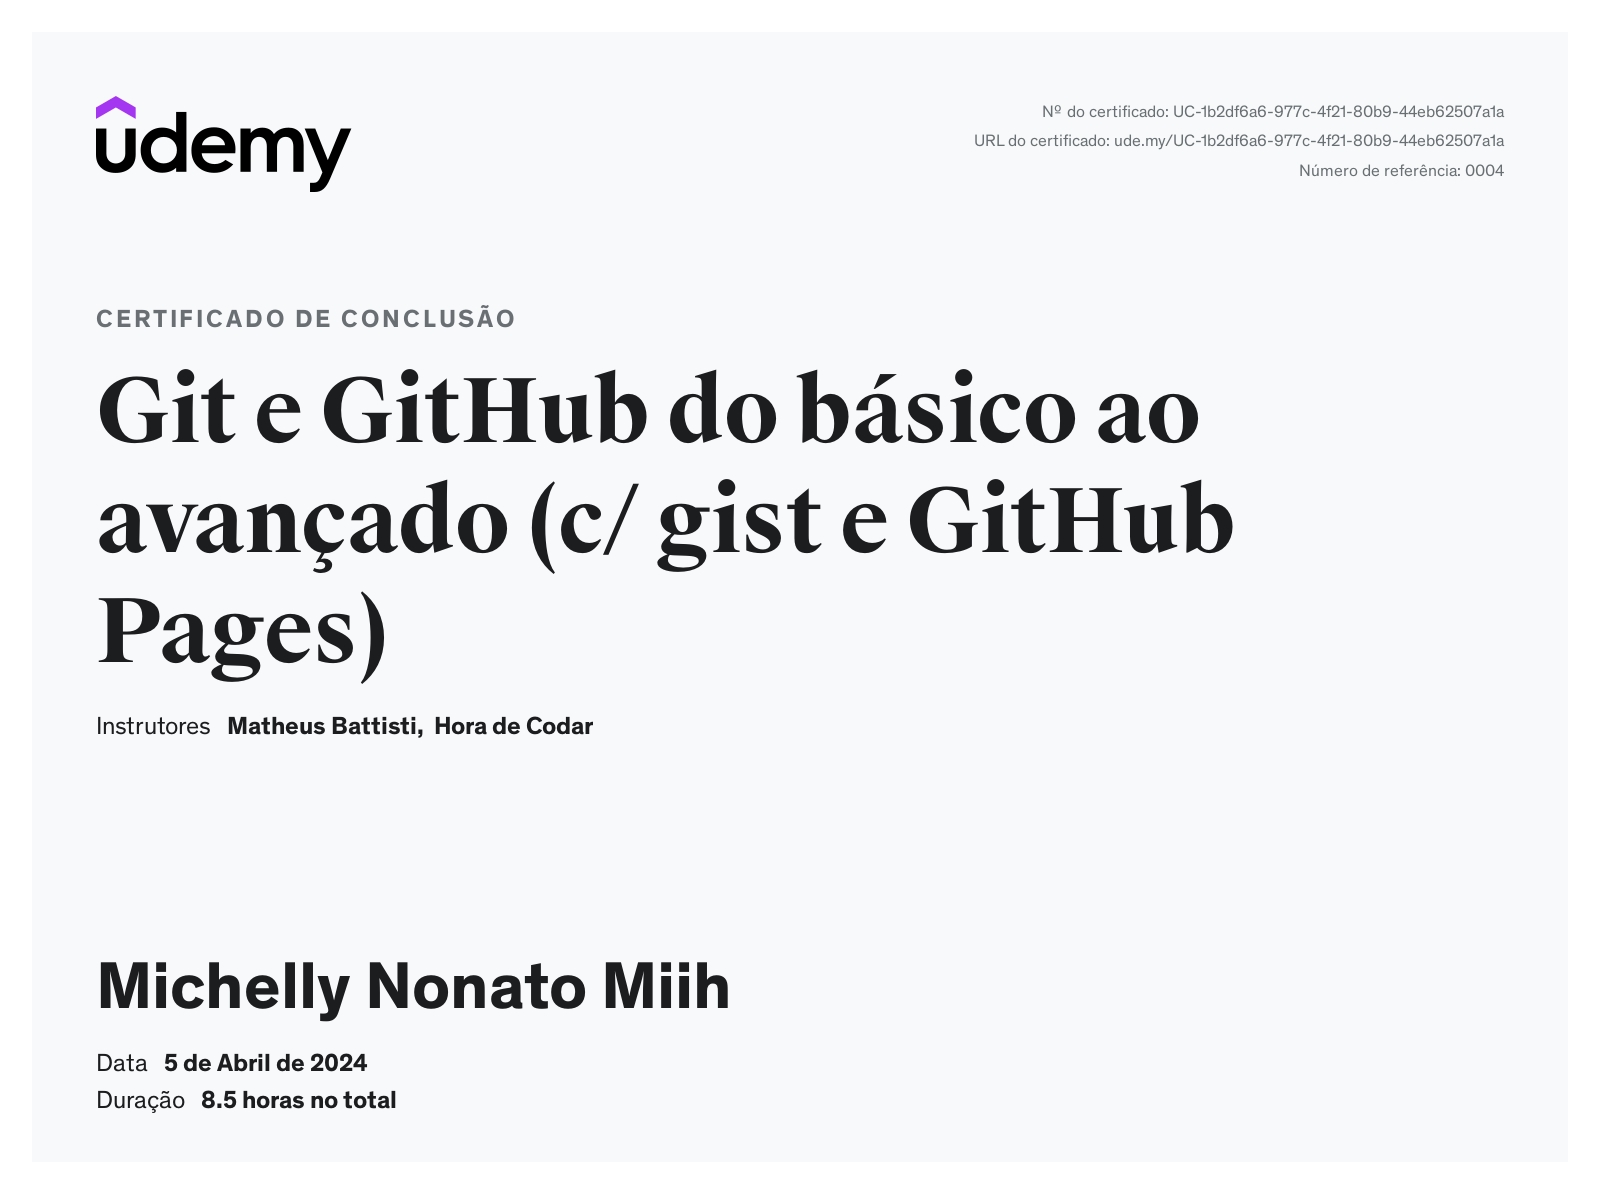 udemy
Nº do certificado: UC-1b2df6a6-977c-4f21-80b9-44eb62507a1a
URL do certificado: ude.my/UC-1b2df6a6-977c-4f21-80b9-44eb62507a1a
Número de referência: 0004
CERTIFICADO DE CONCLUSÃO
Git e GitHub do básico ao
avançado (c/ gist e GitHub
Pages)
Instrutores Matheus Battisti, Hora de Codar
Michelly Nonato Miih
Data 5 de Abril de 2024
Duração 8.5 horas no total